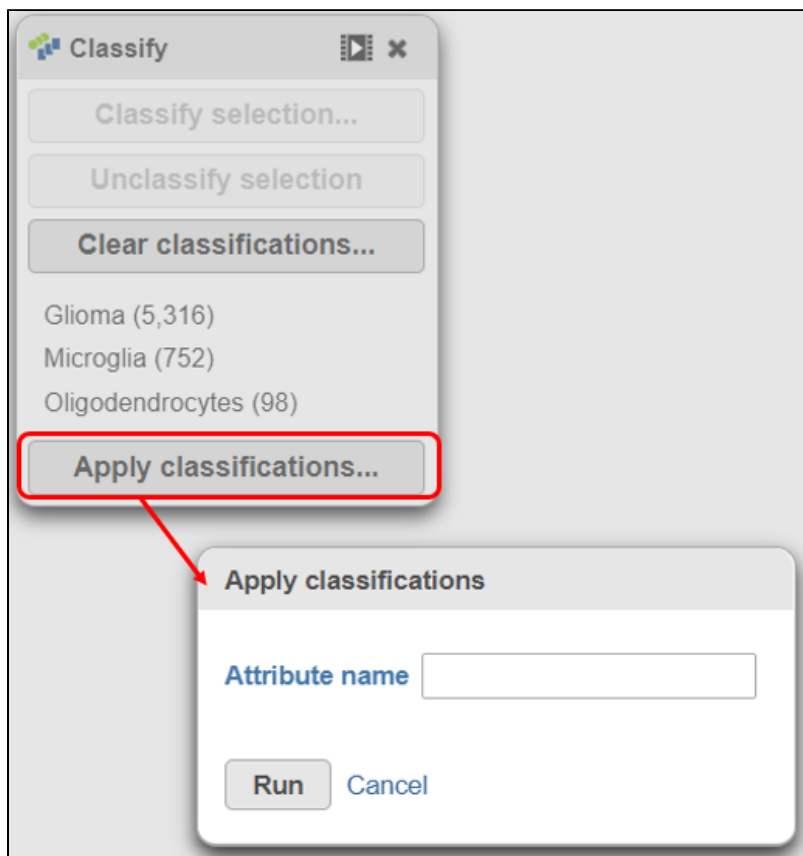 Classify
Classify selection...
Unclassify selection
Clear classifications...
Glioma (5,316)
Microglia (752)
Oligodendrocytes (98)
Apply classifications...
Apply classifications
Attribute name
Run Cancel